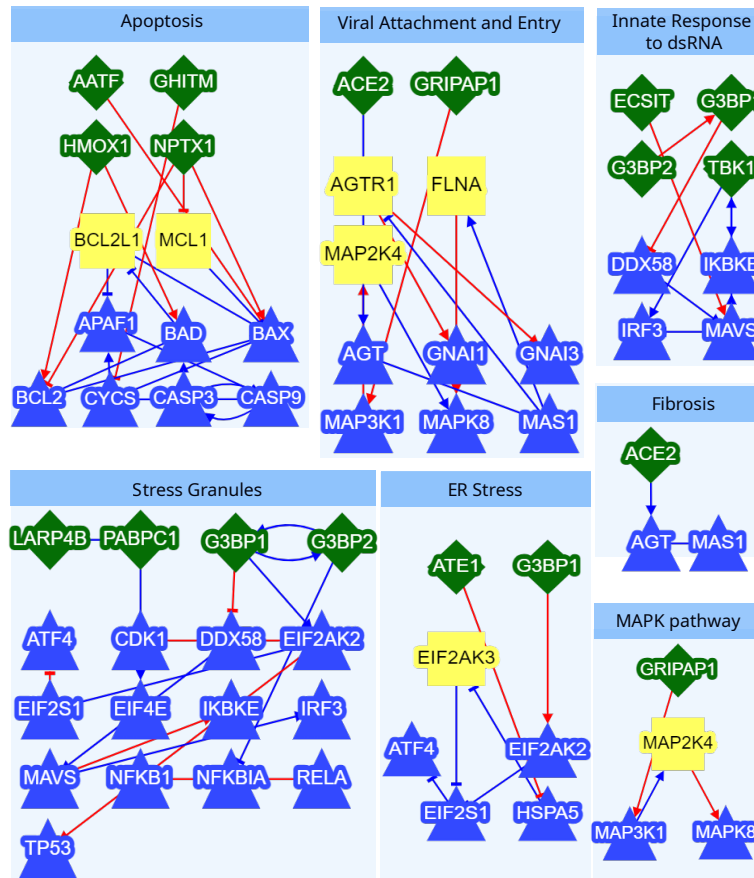 Apoptosis
AATF GHITM
HMOX1 NPTX1
BCL2L1 MCL1
APAF1 BAD BAX
BCL2 CYCS CASP3 CASP9
Viral Attachment and Entry
ACE2 GRIPAP1
AGTR1 FLNA
MAP2K4
AGT GNAI1 GNAI3
MAP3K1 MAPK8 MAS1
Innate Response
to dsRNA
ECSIT G3BP1
G3BP2 TBK1
DDX58 IKBKE
IRF3 MAVS
Fibrosis
ACE2
AGT MAS1
Stress Granules
LARP4B PABPC1 G3BP1 G3BP2
ATF4 CDK1 DDX58 EIF2AK2
EIF2S1 EIF4E IKBKE IRF3
MAVS NFKB1 NFKBIA RELA
TP53
ER Stress
ATE1 G3BP1
EIF2AK3
ATF4 EIF2AK2
EIF2S1 HSPA5
MAPK pathway
GRIPAP1
MAP2K4
MAP3K1 MAPK8